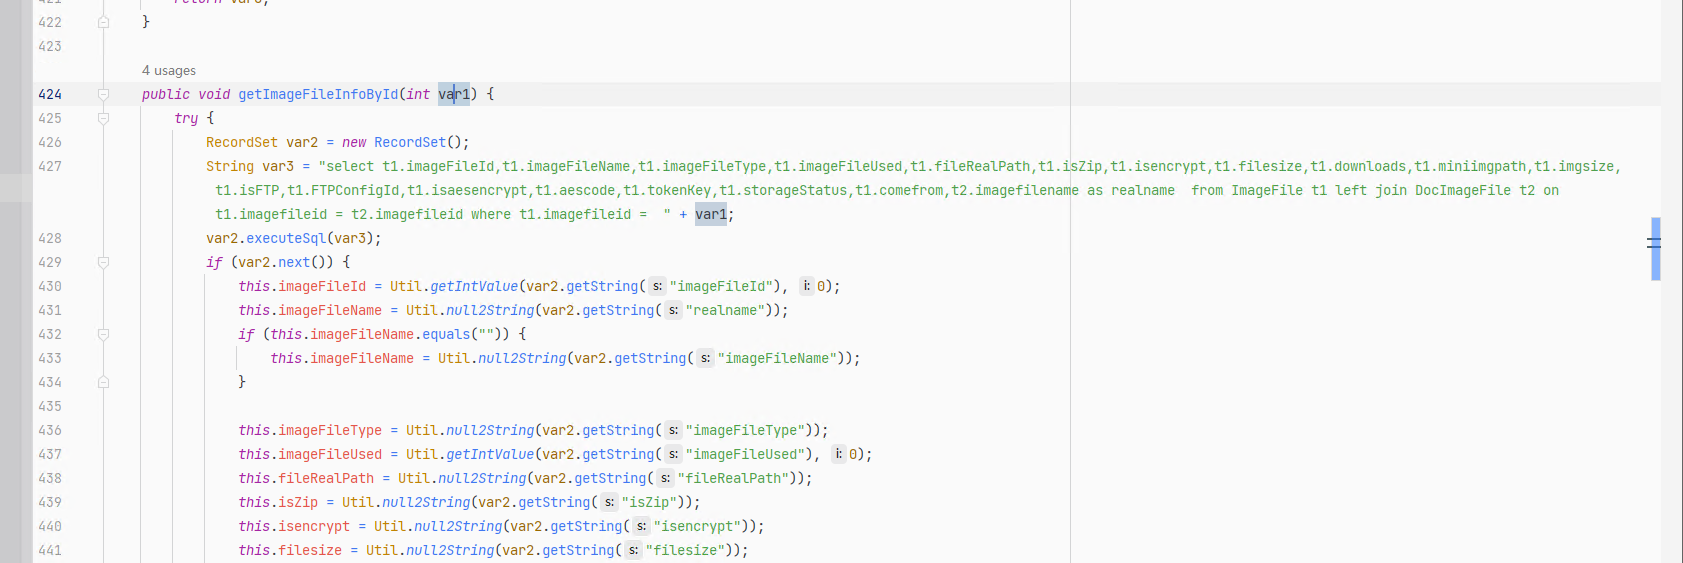 422 }
423
4 usages
424 public void getImageFileInfoById(int var1) {
425 try {
426 RecordSet var2 = new RecordSet();
427 String var3 = "select t1.imageFileId,t1.imageFileName,t1.imageFileType,t1.imageFileUsed,t1.fileRealPath,t1.isZip,t1.isencrypt,t1.filesize,t1.downloads,t1.miniimgpath,t1.imgsize,
t1.isFTP,t1.FTPConfigId,t1.isaesencrypt,t1.aescode,t1.tokenKey,t1.storageStatus,t1.comefrom,t2.imagefilename as realname  from ImageFile t1 left join DocImageFile t2 on
t1.imagefileid = t2.imagefileid where t1.imagefileid =  " + var1;
428 var2.executeSql(var3);
429 if (var2.next()) {
430 this.imageFileId = Util.getIntValue(var2.getString( s: "imageFileId"), i: 0);
431 this.imageFileName = Util.null2String(var2.getString( s: "realname"));
432 if (this.imageFileName.equals("")) {
433 this.imageFileName = Util.null2String(var2.getString( s: "imageFileName"));
434 }
435
436 this.imageFileType = Util.null2String(var2.getString( s: "imageFileType"));
437 this.imageFileUsed = Util.getIntValue(var2.getString( s: "imageFileUsed"), i: 0);
438 this.fileRealPath = Util.null2String(var2.getString( s: "fileRealPath"));
439 this.isZip = Util.null2String(var2.getString( s: "isZip"));
440 this.isencrypt = Util.null2String(var2.getString( s: "isencrypt"));
441 this.filesize = Util.null2String(var2.getString( s: "filesize"));